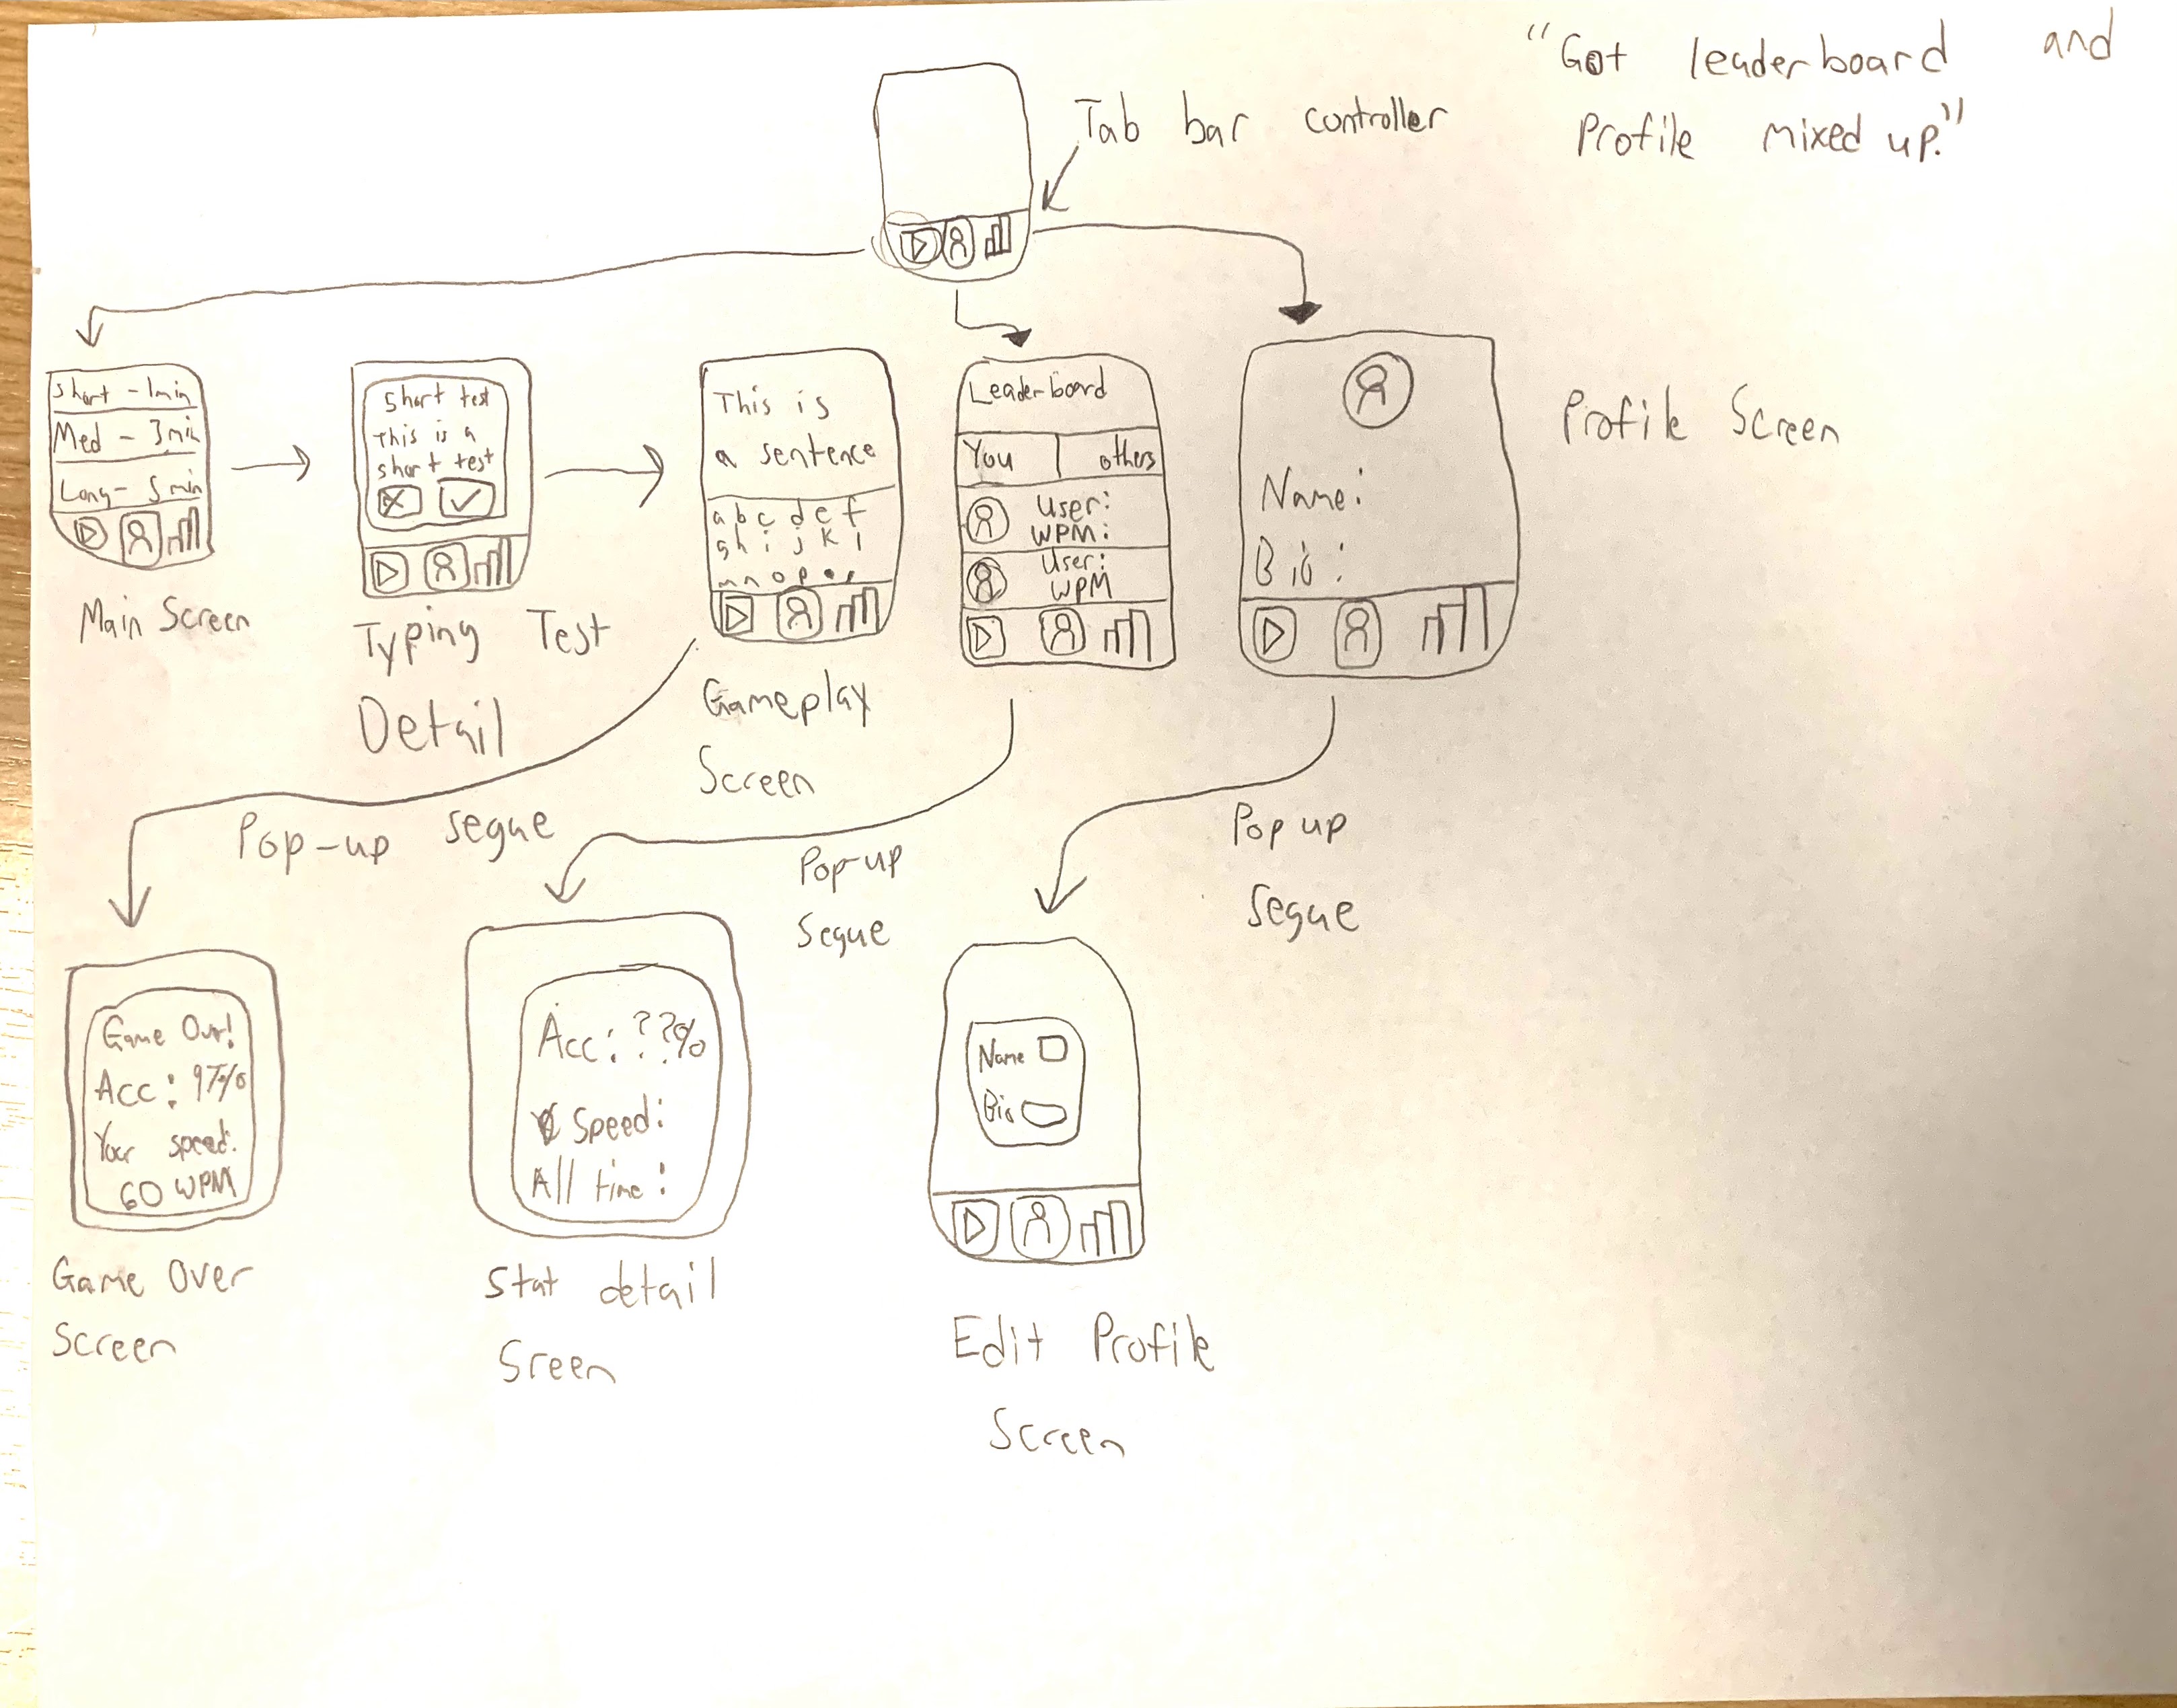 "Got leaderboard and
Profile mixed up."
Tab bar controller
Short - 1min
Med - 3min
Long - 5min
Main Screen
Short test
This is a
short test
Typing Test
Detail
This is
a sentence
a b c d e f
g h i j k l
m n o p
Gameplay
Screen
Leaderboard
You others
User:
WPM:
User:
WPM
Name:
Bio:
Profile Screen
Pop-up segue
Pop-up
Segue
Pop up
Segue
Game Over!
Acc: 97%
Your speed:
60 WPM
Game Over
Screen
Acc: ??%
Speed:
All time:
Stat detail
Sreen
Name
Bio
Edit Profile
Screen